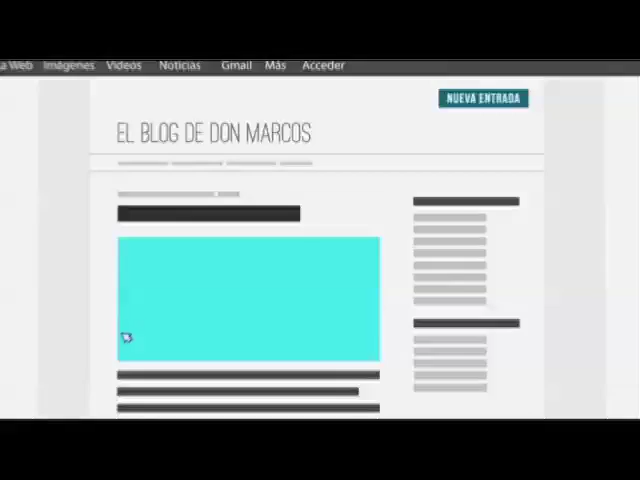 a Web Imágenes Videos Noticias Gmail Más Acceder
NUEVA ENTRADA
EL BLOG DE DON MARCOS